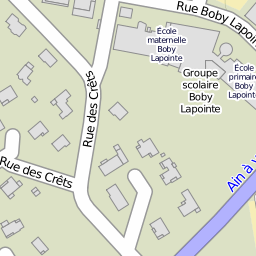 Rue Boby Lapoin
École
maternelle
Boby
Lapointe
Groupe
scolaire
Boby
Lapointe
École
primaire
Boby
Lapointe
Rue des Crêts
Rue des Crêts
Ain à